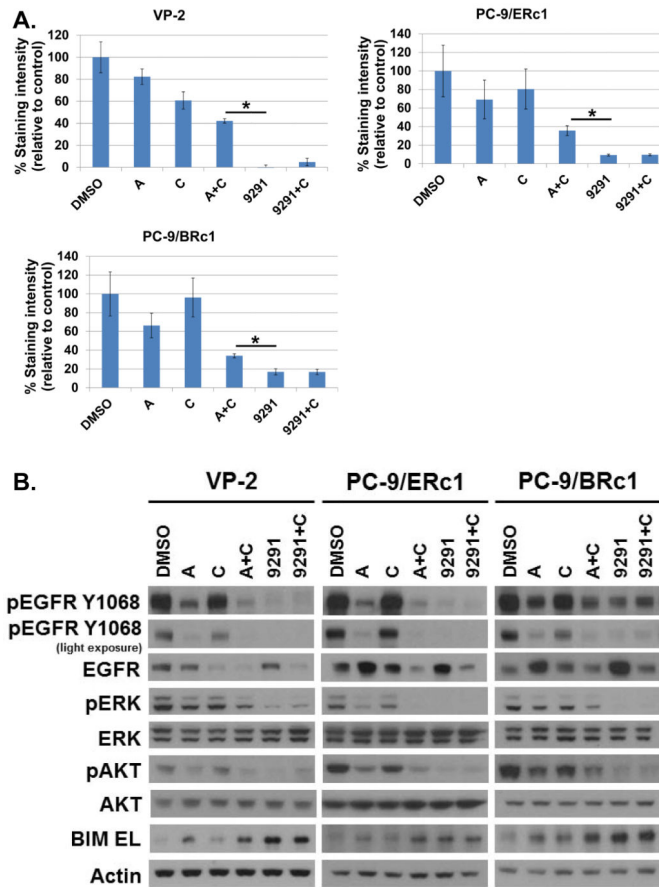 A.
VP-2
% Staining intensity
(relative to control)
120
100
80
60
40
20
0
*
DMSO A C A+C 9291 9291+C
PC-9/ERc1
% Staining intensity
(relative to control)
140
120
100
80
60
40
20
0
*
DMSO A C A+C 9291 9291+C
PC-9/BRc1
% Staining intensity
(relative to control)
140
120
100
80
60
40
20
0
*
DMSO A C A+C 9291 9291+C
B.
VP-2 PC-9/ERc1 PC-9/BRc1
DMSO A C A+C 9291 9291+C DMSO A C A+C 9291 9291+C DMSO A C A+C 9291 9291+C
pEGFR Y1068
pEGFR Y1068
(light exposure)
EGFR
pERK
ERK
pAKT
AKT
BIM EL
Actin